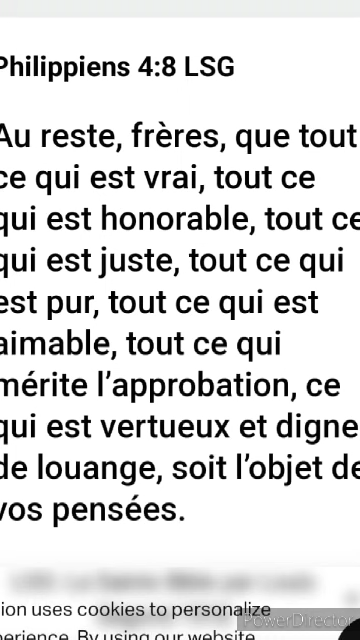 Philippiens 4:8 LSG
Au reste, frères, que tout
ce qui est vrai, tout ce
qui est honorable, tout ce
qui est juste, tout ce qui
est pur, tout ce qui est
aimable, tout ce qui
mérite l’approbation, ce
qui est vertueux et digne
de louange, soit l’objet de
vos pensées.
ion uses cookies to personalize
perience. By using our website
PowerDirector